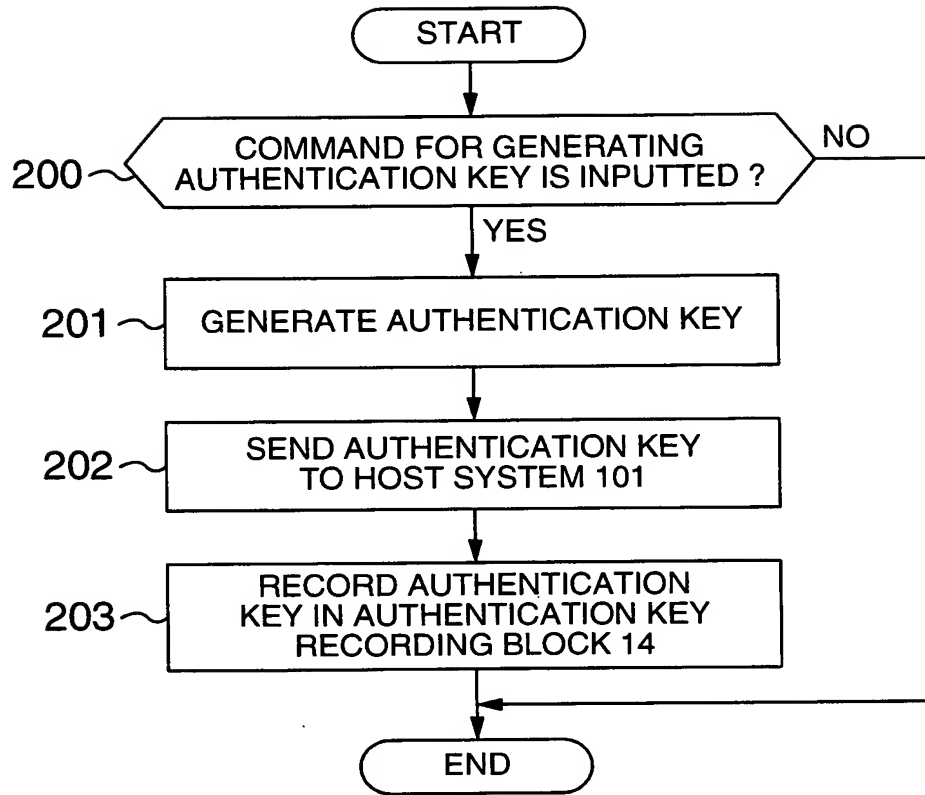 START
COMMAND FOR GENERATING
AUTHENTICATION KEY IS INPUTTED ?
NO
200
YES
201
GENERATE AUTHENTICATION KEY
202
SEND AUTHENTICATION KEY
TO HOST SYSTEM 101
203
RECORD AUTHENTICATION
KEY IN AUTHENTICATION KEY
RECORDING BLOCK 14
END